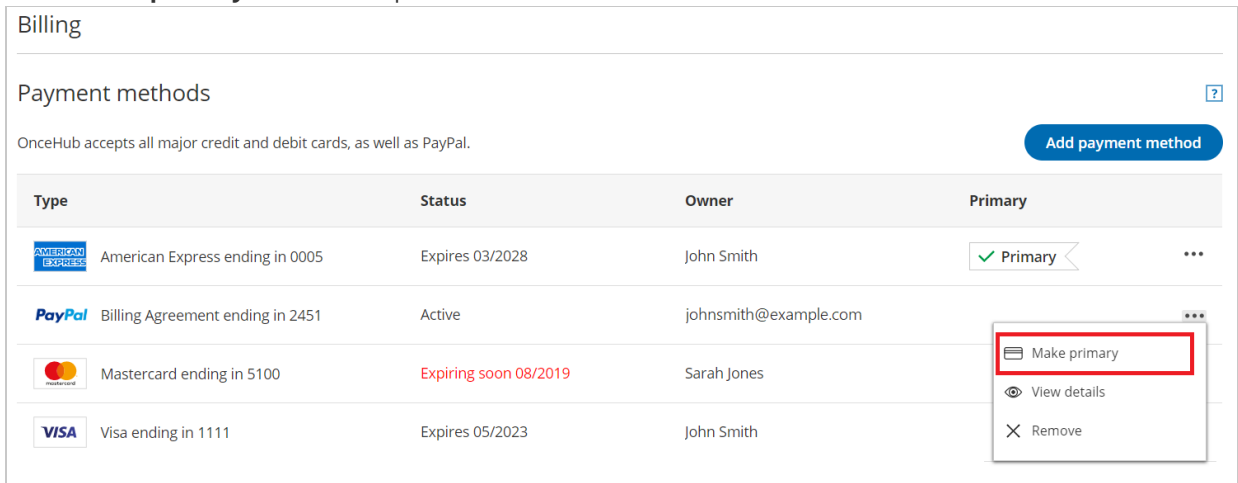 Billing
Payment methods
?
OnceHub accepts all major credit and debit cards, as well as PayPal.
Add payment method
Type Status Owner Primary
AMERICAN EXPRESS American Express ending in 0005 Expires 03/2028 John Smith Primary
PayPal Billing Agreement ending in 2451 Active johnsmith@example.com
Make primary
mastercard Mastercard ending in 5100 Expiring soon 08/2019 Sarah Jones
View details
VISA Visa ending in 1111 Expires 05/2023 John Smith
Remove